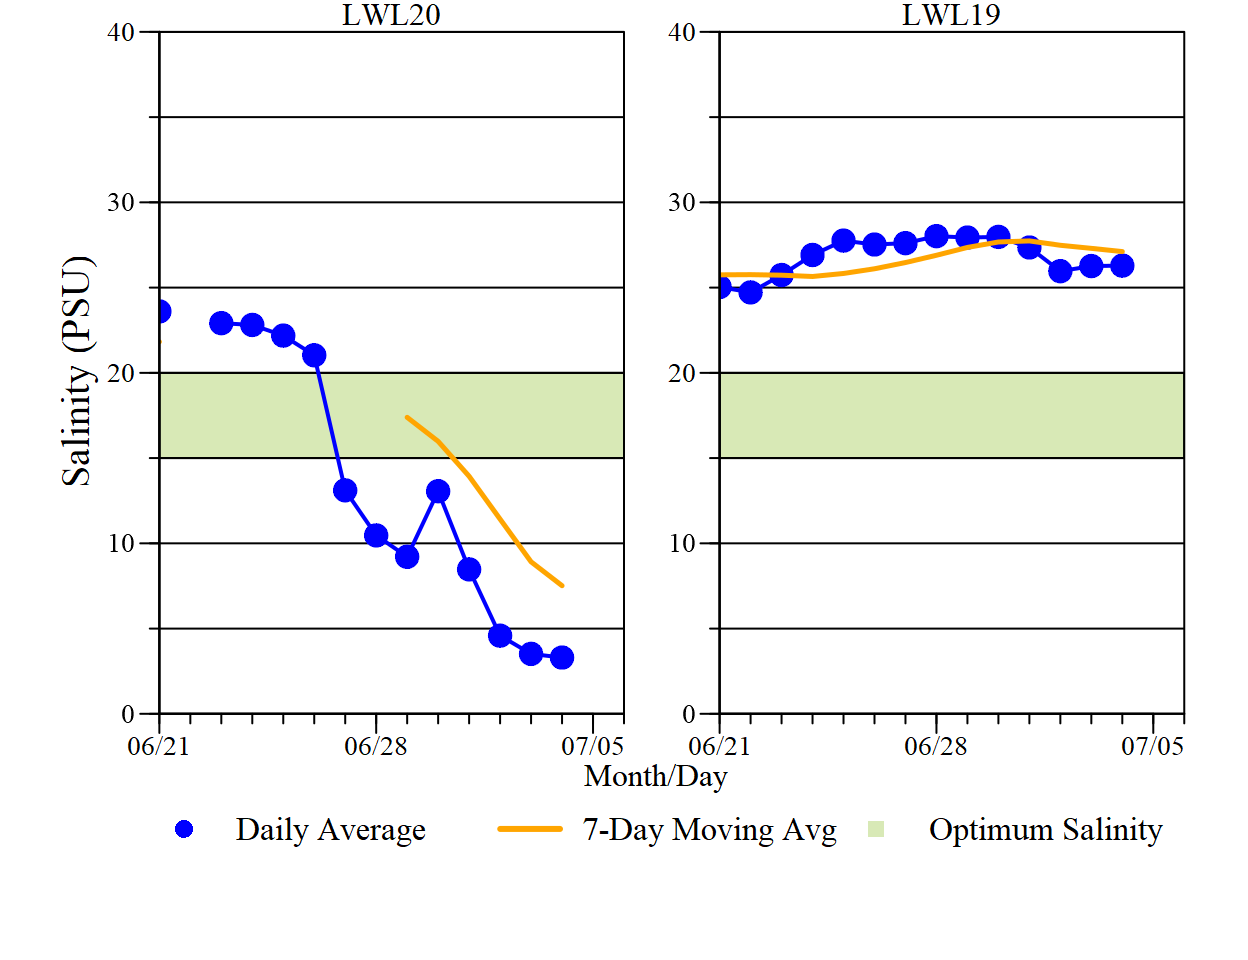 LWL20
LWL19
Salinity (PSU)
40
30
20
10
0
40
30
20
10
0
06/21
06/28
07/05
06/21
06/28
07/05
Month/Day
Daily Average
7-Day Moving Avg
Optimum Salinity